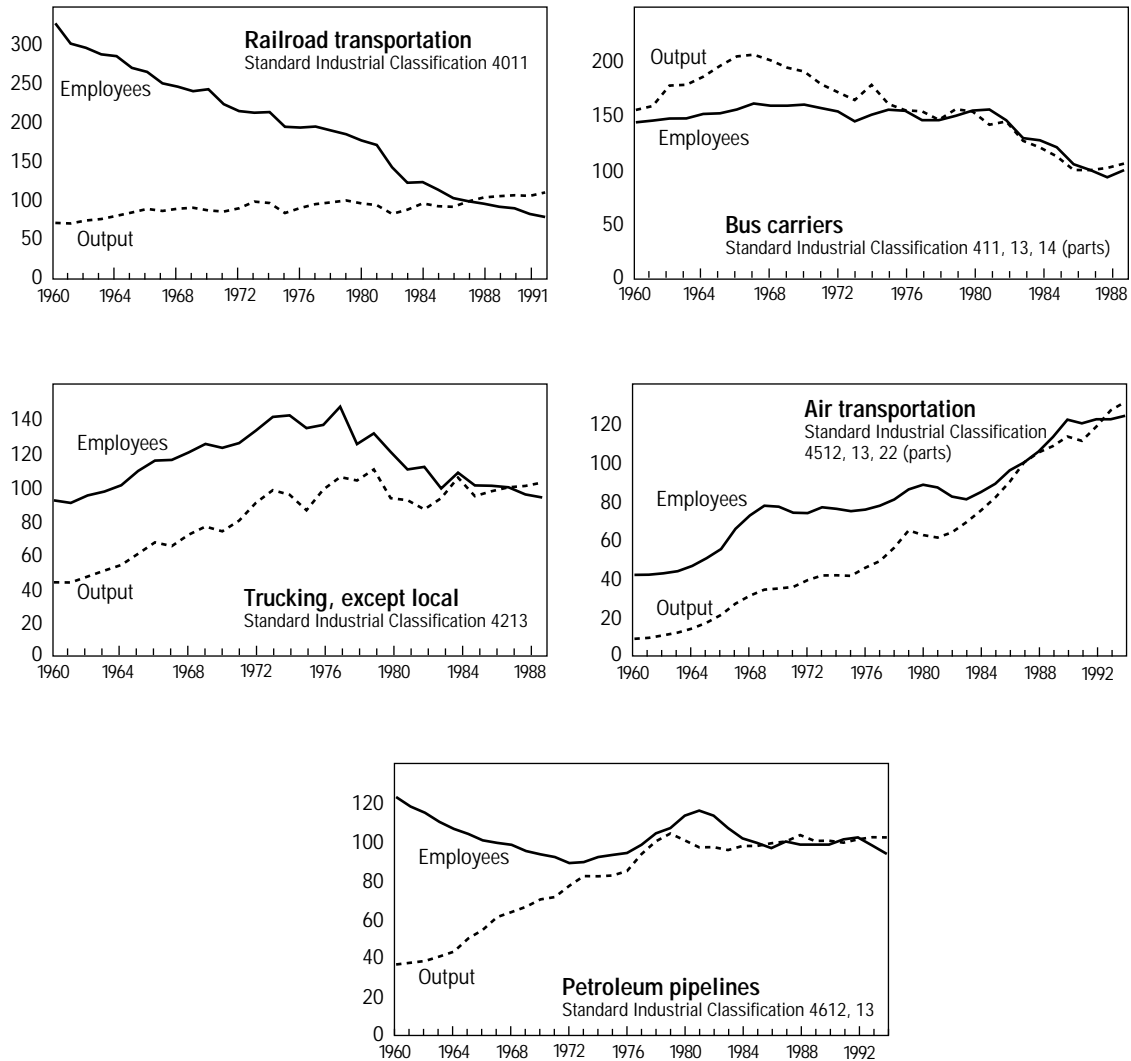 Railroad transportation
Standard Industrial Classification 4011
Employees
Output
300
250
200
150
100
50
0
1960 1964 1968 1972 1976 1980 1984 1988 1991
Output
Employees
Bus carriers
Standard Industrial Classification 411, 13, 14 (parts)
200
150
100
50
0
1960 1964 1968 1972 1976 1980 1984 1988
Employees
Output
Trucking, except local
Standard Industrial Classification 4213
140
120
100
80
60
40
20
0
1960 1964 1968 1972 1976 1980 1984 1988
Air transportation
Standard Industrial Classification
4512, 13, 22 (parts)
Employees
Output
120
100
80
60
40
20
0
1960 1964 1968 1972 1976 1980 1984 1988 1992
Employees
Output
Petroleum pipelines
Standard Industrial Classification 4612, 13
120
100
80
60
40
20
0
1960 1964 1968 1972 1976 1980 1984 1988 1992